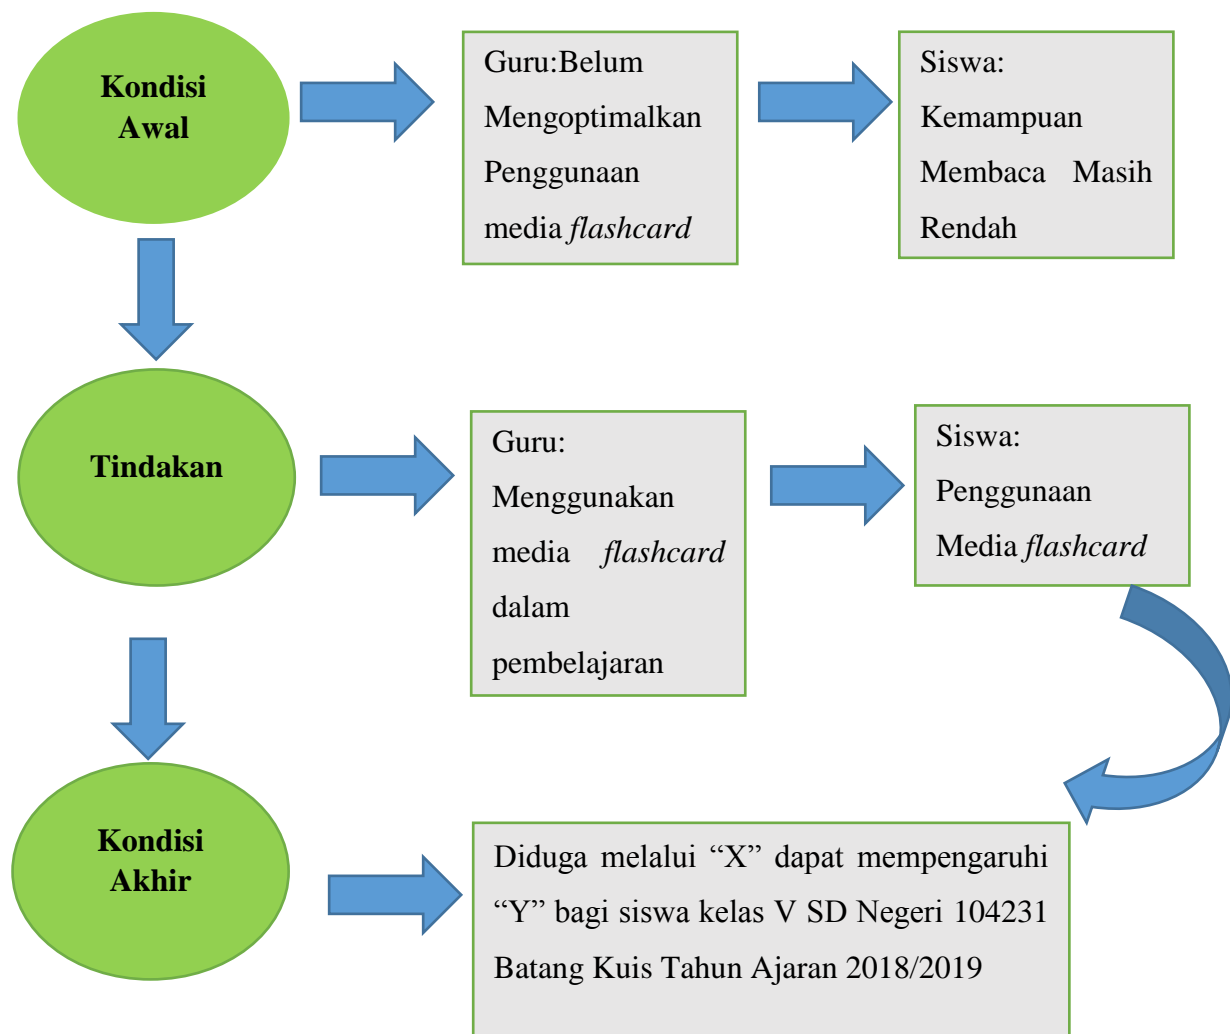 Kondisi
Awal
Guru:Belum
Mengoptimalkan
Penggunaan
media flashcard
Siswa:
Kemampuan
Membaca Masih
Rendah
Tindakan
Guru:
Menggunakan
media flashcard
dalam
pembelajaran
Siswa:
Penggunaan
Media flashcard
Kondisi
Akhir
Diduga melalui “X” dapat mempengaruhi
“Y” bagi siswa kelas V SD Negeri 104231
Batang Kuis Tahun Ajaran 2018/2019